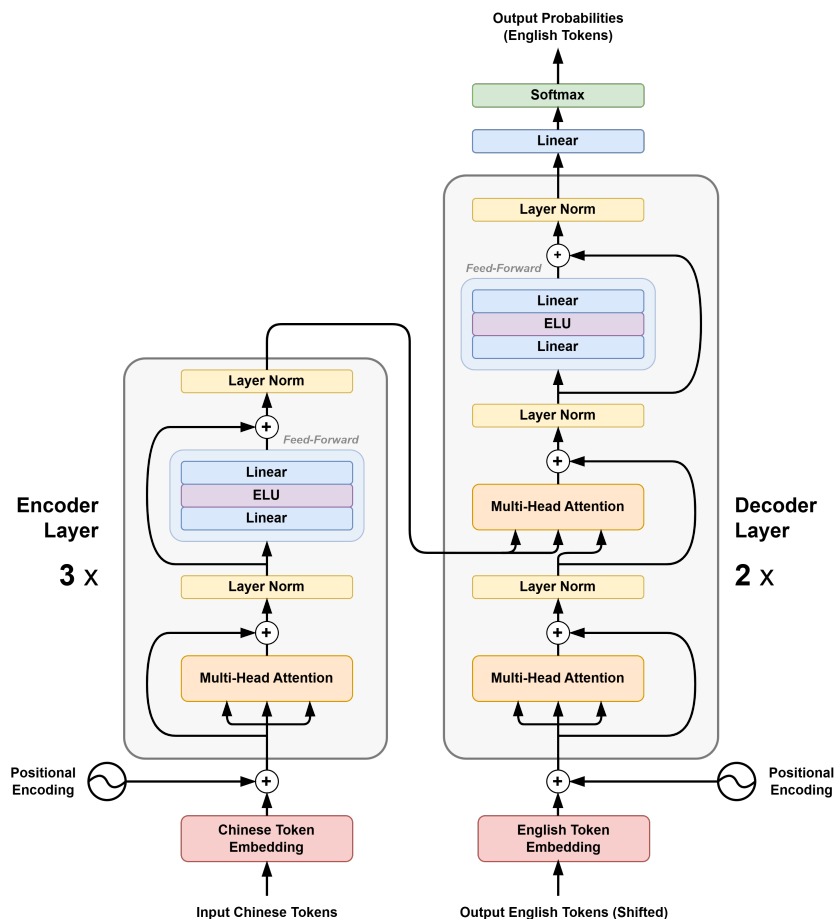 Output Probabilities
(English Tokens)
Softmax
Linear
Layer Norm
+
Feed-Forward
Linear
ELU
Linear
Layer Norm
+
Multi-Head Attention
Decoder
Layer
2 x
Layer Norm
+
Multi-Head Attention
Positional
Encoding
+
English Token
Embedding
Output English Tokens (Shifted)
Layer Norm
+
Feed-Forward
Linear
ELU
Linear
Encoder
Layer
3 x
Layer Norm
+
Multi-Head Attention
Positional
Encoding
+
Chinese Token
Embedding
Input Chinese Tokens